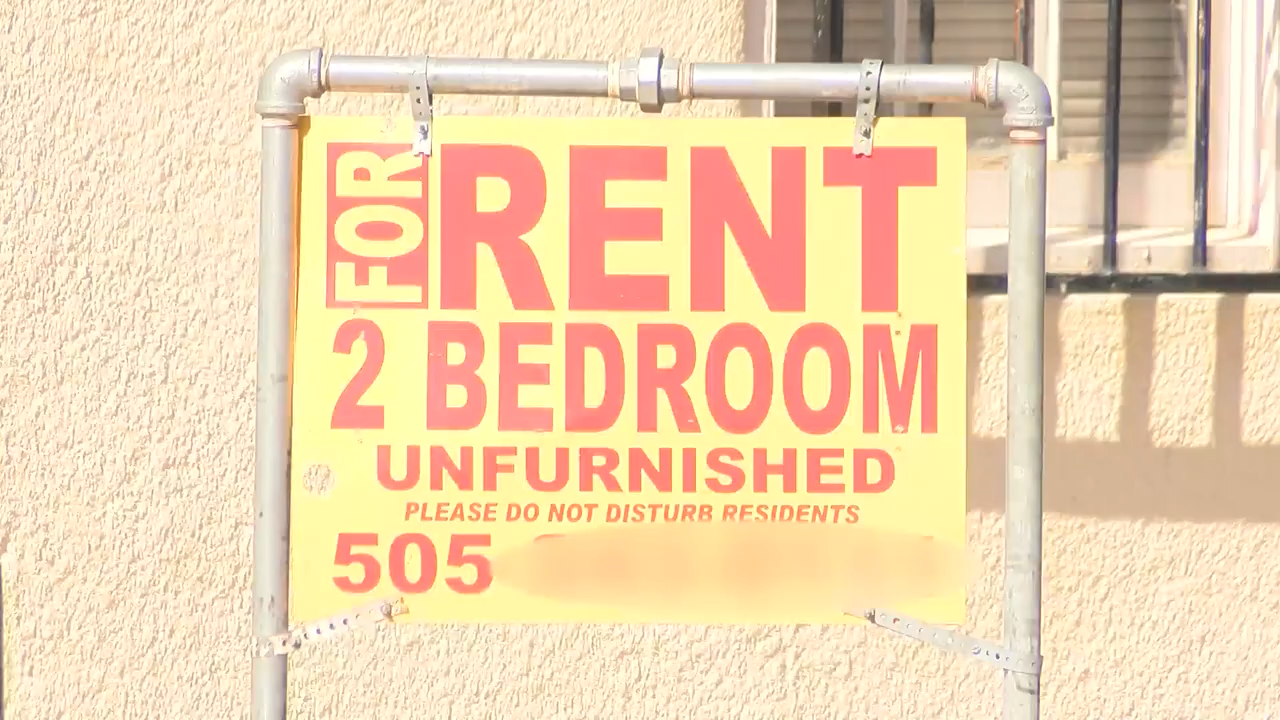 FOR RENT
2 BEDROOM
UNFURNISHED
PLEASE DO NOT DISTURB RESIDENTS
505